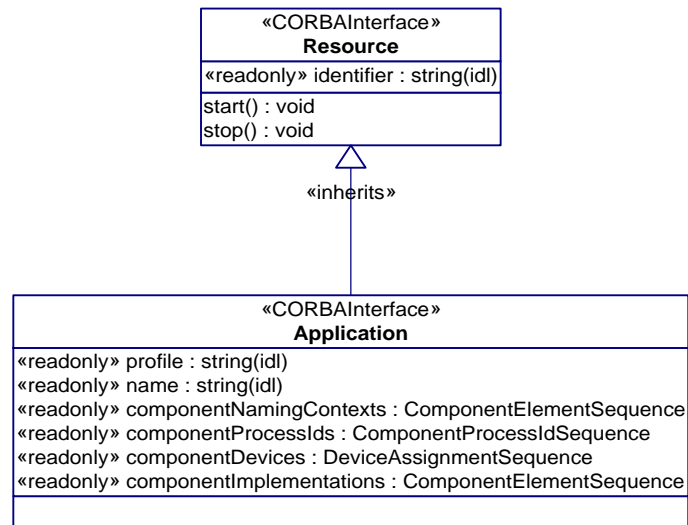 «CORBAInterface»
Resource
«readonly» identifier : string(idl)
start() : void
stop() : void
«inherits»
«CORBAInterface»
Application
«readonly» profile : string(idl)
«readonly» name : string(idl)
«readonly» componentNamingContexts : ComponentElementSequence
«readonly» componentProcessIds : ComponentProcessIdSequence
«readonly» componentDevices : DeviceAssignmentSequence
«readonly» componentImplementations : ComponentElementSequence